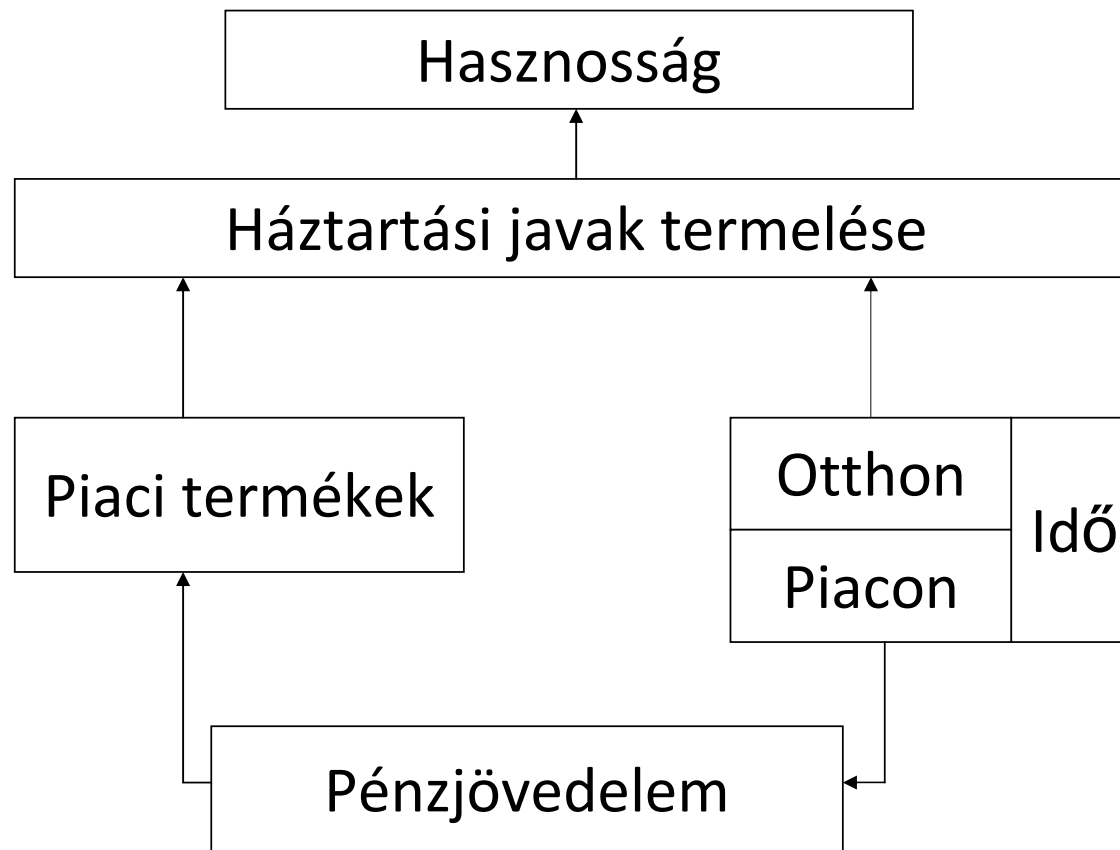 Hasznosság
Háztartási javak termelése
Piaci termékek
Otthon
Idő
Piacon
Pénzjövedelem